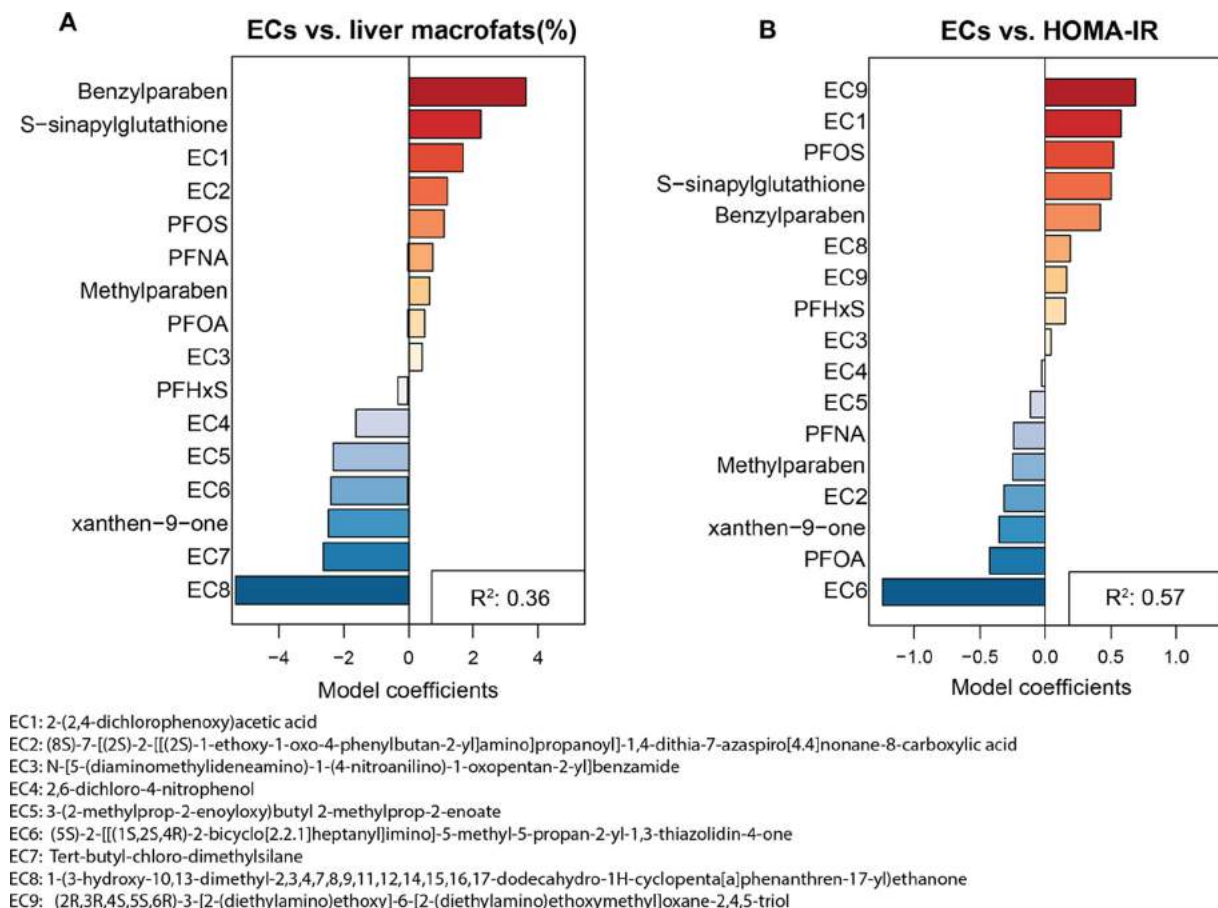 A
ECs vs. liver macrofats(%)
Benzylparaben
S-sinapylglutathione
EC1
EC2
PFOS
PFNA
Methylparaben
PFOA
EC3
PFHxS
EC4
EC5
EC6
xanthen-9-one
EC7
EC8
R²: 0.36
−4 −2 0 2 4
Model coefficients
B
ECs vs. HOMA-IR
EC9
EC1
PFOS
S-sinapylglutathione
Benzylparaben
EC8
EC9
PFHxS
EC3
EC4
EC5
PFNA
Methylparaben
EC2
xanthen-9-one
PFOA
EC6
R²: 0.57
−1.0 −0.5 0.0 0.5 1.0
Model coefficients
EC1: 2-(2,4-dichlorophenoxy)acetic acid
EC2: (8S)-7-[(2S)-2-[[(2S)-1-ethoxy-1-oxo-4-phenylbutan-2-yl]amino]propanoyl]-1,4-dithia-7-azaspiro[4.4]nonane-8-carboxylic acid
EC3: N-[5-(diaminomethylideneamino)-1-(4-nitroanilino)-1-oxopentan-2-yl]benzamide
EC4: 2,6-dichloro-4-nitrophenol
EC5: 3-(2-methylprop-2-enoyloxy)butyl 2-methylprop-2-enoate
EC6: (5S)-2-[[(1S,2S,4R)-2-bicyclo[2.2.1]heptanyl]imino]-5-methyl-5-propan-2-yl-1,3-thiazolidin-4-one
EC7: Tert-butyl-chloro-dimethylsilane
EC8: 1-(3-hydroxy-10,13-dimethyl-2,3,4,7,8,9,11,12,14,15,16,17-dodecahydro-1H-cyclopenta[a]phenanthren-17-yl)ethanone
EC9: (2R,3R,4S,5S,6R)-3-[2-(diethylamino)ethoxy]-6-[2-(diethylamino)ethoxymethyl]oxane-2,4,5-triol